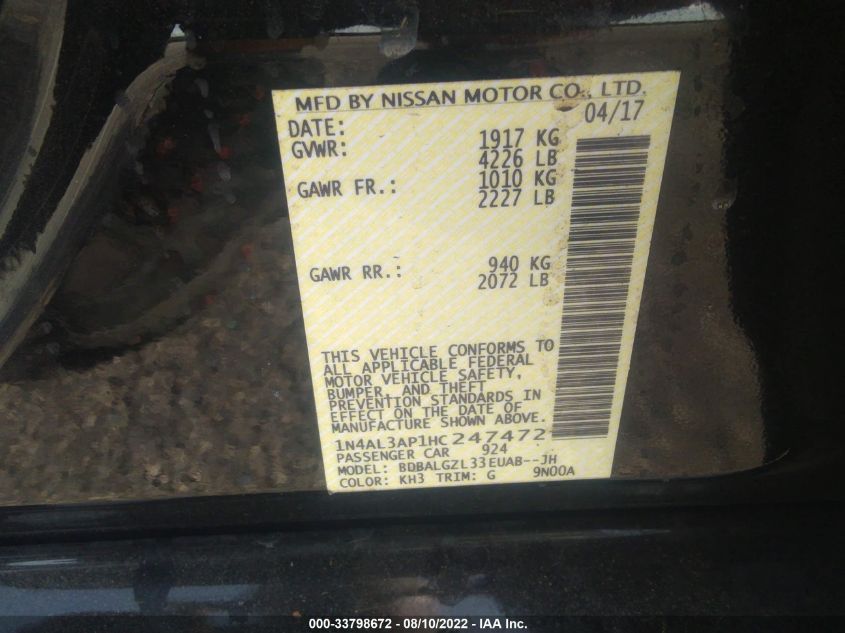 MFD BY NISSAN MOTOR CO., LTD.
DATE: 04/17
GVWR: 1917 KG
4226 LB
GAWR FR.: 1010 KG
2227 LB
GAWR RR.: 940 KG
2072 LB
THIS VEHICLE CONFORMS TO
ALL APPLICABLE FEDERAL
MOTOR VEHICLE SAFETY,
BUMPER, AND THEFT
PREVENTION STANDARDS IN
EFFECT ON THE DATE OF
MANUFACTURE SHOWN ABOVE.
1N4AL3AP1HC247472
PASSENGER CAR 924
MODEL: BDBALGZL33EUAB--JH
COLOR: KH3 TRIM: G 9N00A
000-33798672 - 08/10/2022 - IAA Inc.